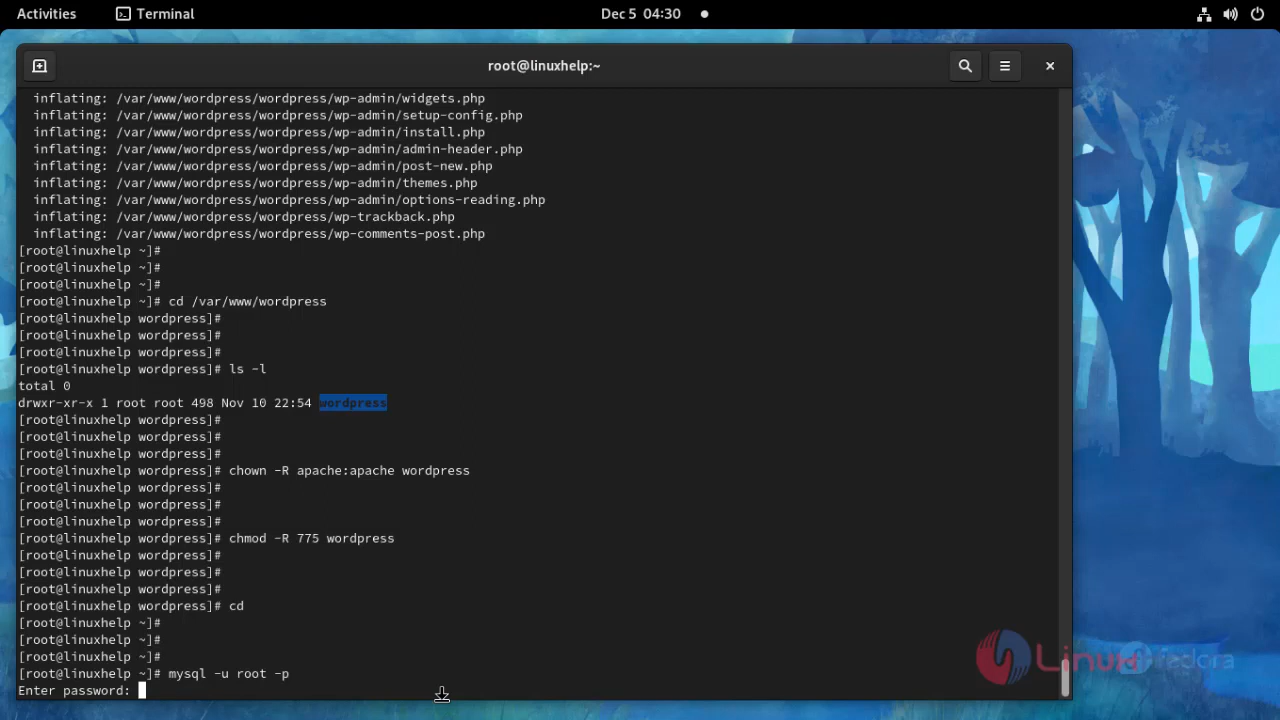 Activities Terminal Dec 5 04:30
root@linuxhelp:~
inflating: /var/www/wordpress/wordpress/wp-admin/widgets.php
inflating: /var/www/wordpress/wordpress/wp-admin/setup-config.php
inflating: /var/www/wordpress/wordpress/wp-admin/install.php
inflating: /var/www/wordpress/wordpress/wp-admin/admin-header.php
inflating: /var/www/wordpress/wordpress/wp-admin/post-new.php
inflating: /var/www/wordpress/wordpress/wp-admin/themes.php
inflating: /var/www/wordpress/wordpress/wp-admin/options-reading.php
inflating: /var/www/wordpress/wordpress/wp-trackback.php
inflating: /var/www/wordpress/wordpress/wp-comments-post.php
[root@linuxhelp ~]#
[root@linuxhelp ~]#
[root@linuxhelp ~]#
[root@linuxhelp ~]# cd /var/www/wordpress
[root@linuxhelp wordpress]#
[root@linuxhelp wordpress]#
[root@linuxhelp wordpress]#
[root@linuxhelp wordpress]# ls -l
total 0
drwxr-xr-x 1 root root 498 Nov 10 22:54 wordpress
[root@linuxhelp wordpress]#
[root@linuxhelp wordpress]#
[root@linuxhelp wordpress]#
[root@linuxhelp wordpress]# chown -R apache:apache wordpress
[root@linuxhelp wordpress]#
[root@linuxhelp wordpress]#
[root@linuxhelp wordpress]#
[root@linuxhelp wordpress]# chmod -R 775 wordpress
[root@linuxhelp wordpress]#
[root@linuxhelp wordpress]#
[root@linuxhelp wordpress]#
[root@linuxhelp wordpress]# cd
[root@linuxhelp ~]#
[root@linuxhelp ~]#
[root@linuxhelp ~]#
[root@linuxhelp ~]# mysql -u root -p
Enter password: